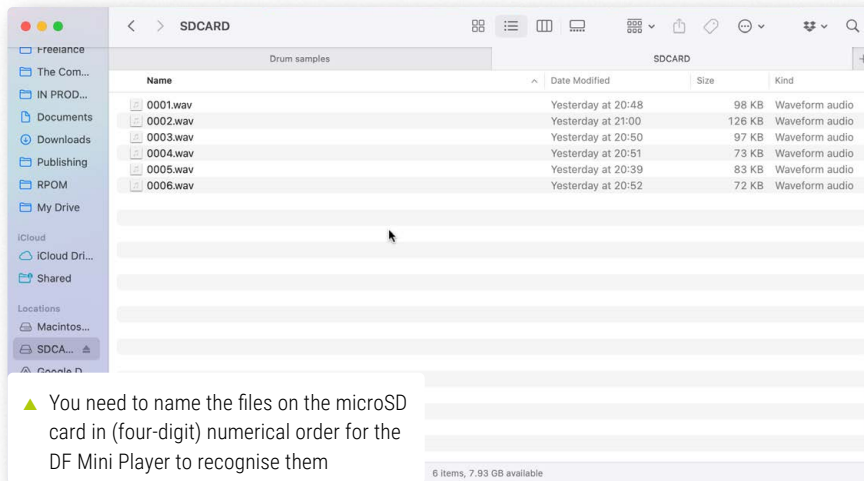 SDCARD
Drum samples
SDCARD
Name Date Modified Size Kind
0001.wav Yesterday at 20:48 98 KB Waveform audio
0002.wav Yesterday at 21:00 126 KB Waveform audio
0003.wav Yesterday at 20:50 97 KB Waveform audio
0004.wav Yesterday at 20:51 73 KB Waveform audio
0005.wav Yesterday at 20:39 83 KB Waveform audio
0006.wav Yesterday at 20:52 72 KB Waveform audio
Freelance
The Com...
IN PROD...
Documents
Downloads
Publishing
RPOM
My Drive
iCloud
iCloud Dri...
Shared
Locations
Macintos...
SDCA...
Google D
You need to name the files on the microSD
card in (four-digit) numerical order for the
DF Mini Player to recognise them
6 items, 7.93 GB available